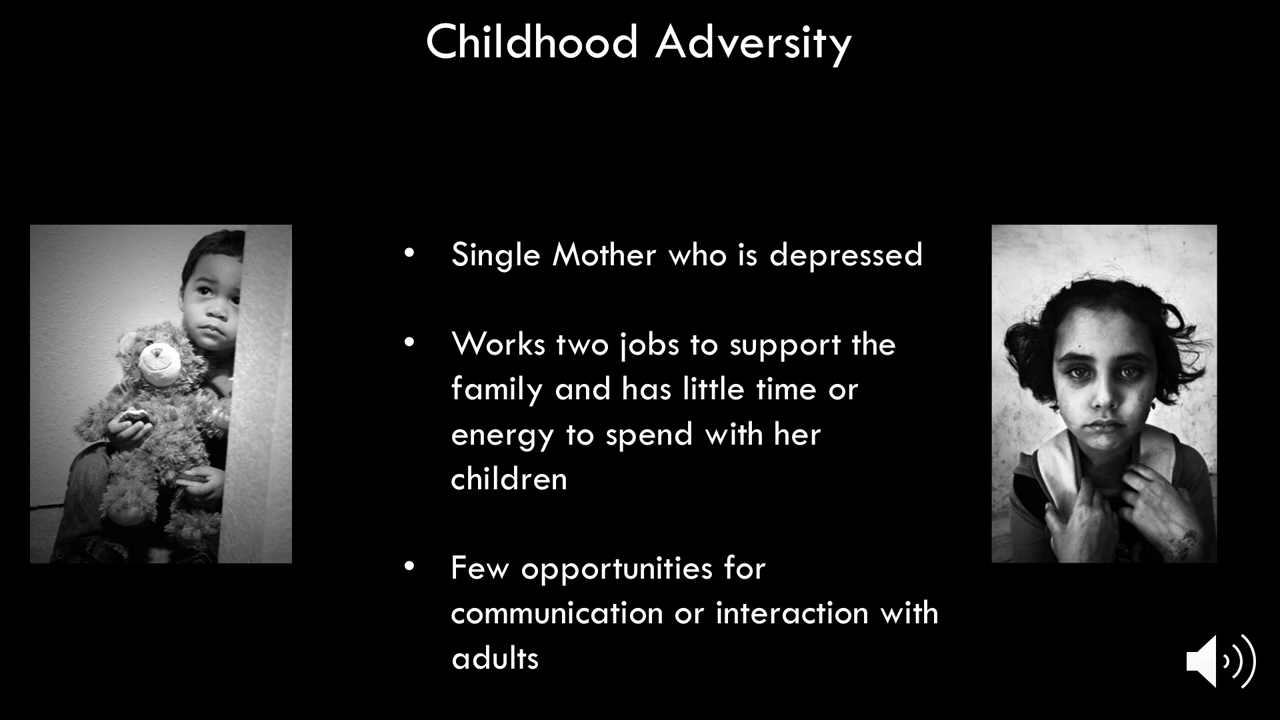 Childhood Adversity
• Single Mother who is depressed
• Works two jobs to support the
family and has little time or
energy to spend with her
children
• Few opportunities for
communication or interaction with
adults